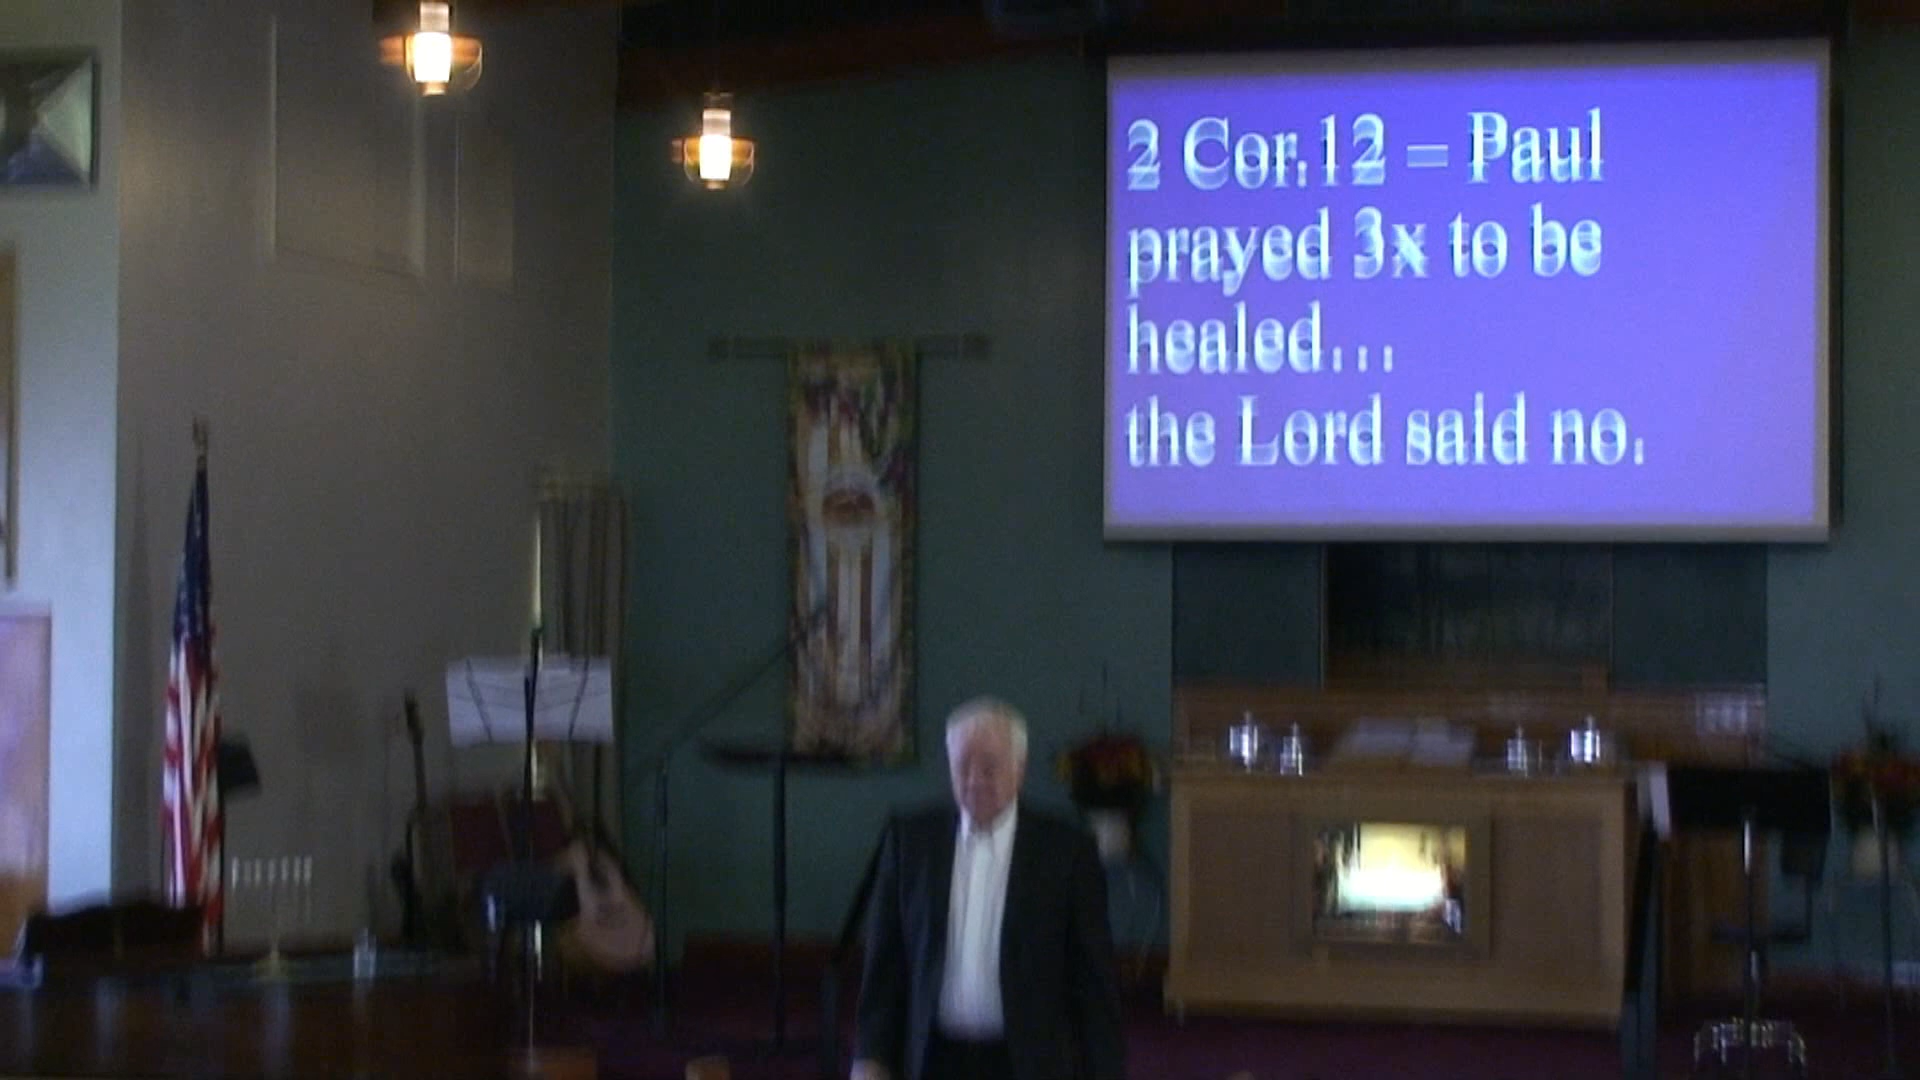 2 Cor.12 – Paul
prayed 3x to be
healed...
the Lord said no.